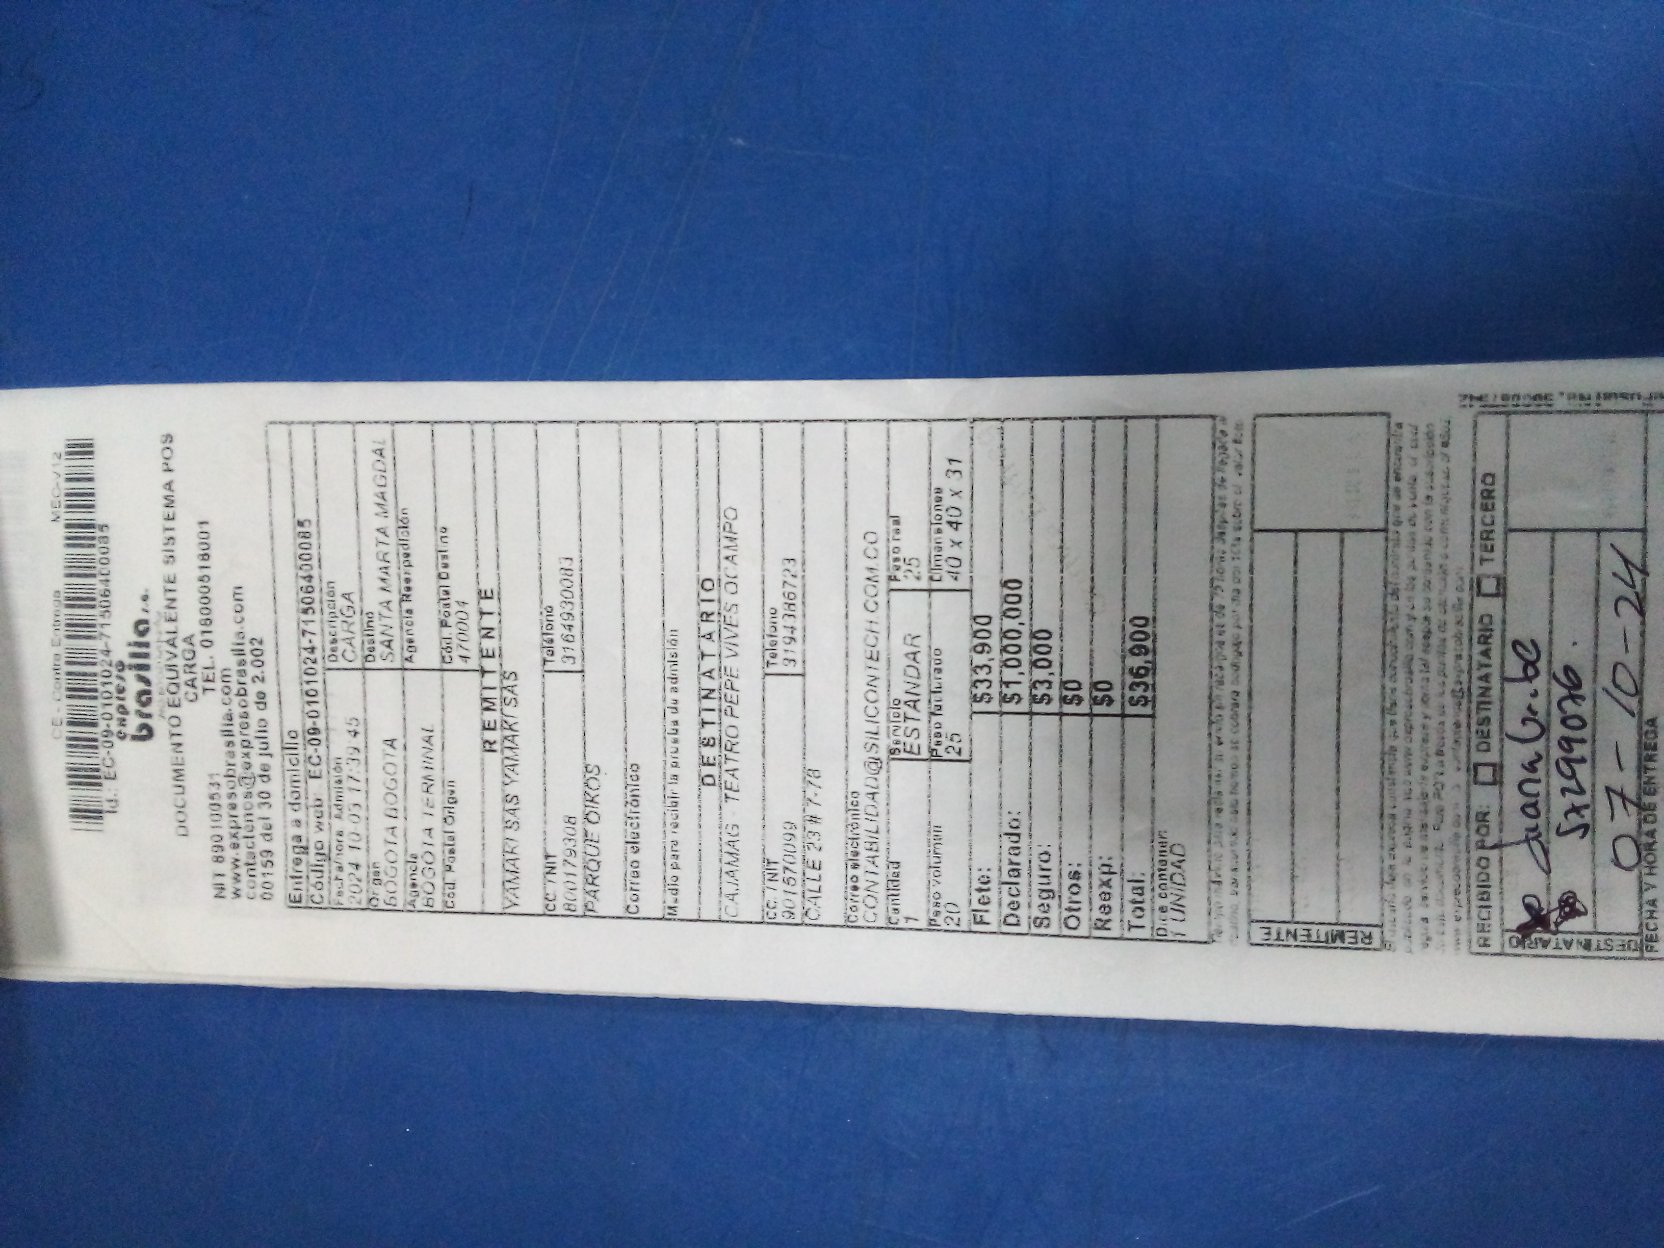 CE - Contra Entrega MEC-V12
Id.: EC-09-0101024-71506400085
expreso
brasilia s.a.
DOCUMENTO EQUIVALENTE SISTEMA POS
CARGA
NIT 890100531 TEL. 018000518001
www.expresobrasilia.com
contactenos@expresobrasilia.com
00159 del 30 de julio de 2.002
Entrega a domicilio
Código web: EC-09-0101024-71506400085
Fecha/hora Admisión Descripción
2024-10-03 17:39:45 CARGA
Origen Destino
BOGOTA BOGOTA SANTA MARTA MAGDAL
Agencia Agencia Reexpedición
BOGOTA TERMINAL
Cód. Postal Origen Cód. Postal Destino
470004
REMITENTE
YAMAKI SAS YAMAKI SAS
CC / NIT Teléfono
800179308 3164930083
PARQUE OIKOS
Correo electrónico
Medio para recibir la prueba de admisión
DESTINATARIO
CAJAMAG - TEATRO PEPE VIVES OCAMPO
CC. / NIT Teléfono
901570099 3194386723
CALLE 23 # 7-78
Correo electrónico
CONTABILIDAD@SILICONTECH.COM.CO
Cantidad Servicio Peso real
1 ESTANDAR 25
Peso volumen Peso facturado Dimensiones
20 25 40 x 40 x 31
Flete: $33,900
Declarado: $1,000,000
Seguro: $3,000
Otros: $0
Reexp: $0
Total: $36,900
Dice contener:
1 UNIDAD
REMITENTE
RECIBIDO POR: DESTINATARIO TERCERO
DESTINATARIO
Juana Uribe
57299076.
07-10-24
FECHA Y HORA DE ENTREGA